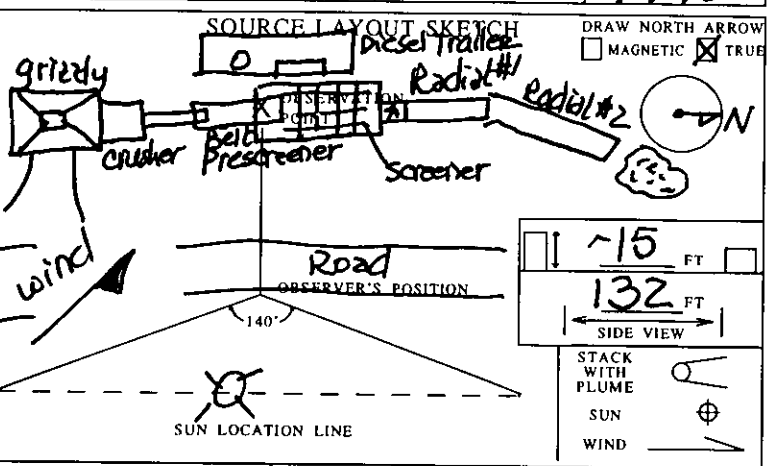 SOURCE LAYOUT SKETCH
DRAW NORTH ARROW
MAGNETIC TRUE
grizzly
O
Diesel Trailer
Radial #1
Radial #2
N
OBSERVATION
POINT
crusher
Belt
Prescreener
Screener
wind
Road
OBSERVER'S POSITION
140°
SUN LOCATION LINE
~15 FT
132 FT
SIDE VIEW
STACK
WITH
PLUME
SUN
WIND